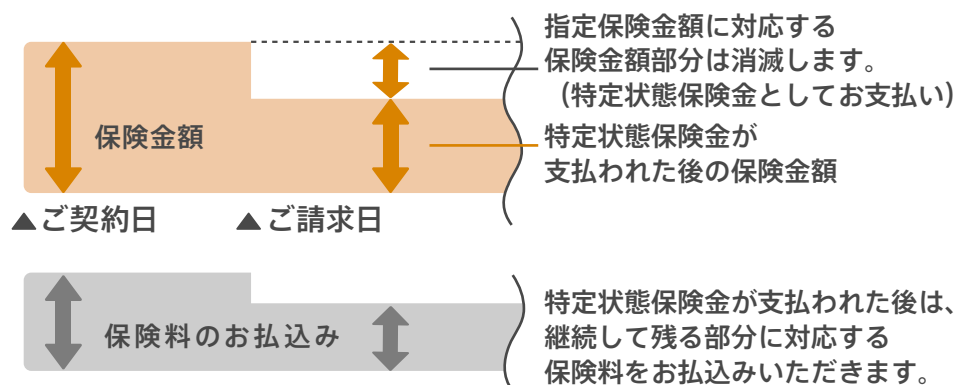 指定保険金額に対応する
保険金額部分は消滅します。
（特定状態保険金としてお支払い）
保険金額
特定状態保険金が
支払われた後の保険金額
▲ご契約日
▲ご請求日
保険料のお払込み
特定状態保険金が支払われた後は、
継続して残る部分に対応する
保険料をお払込みいただきます。